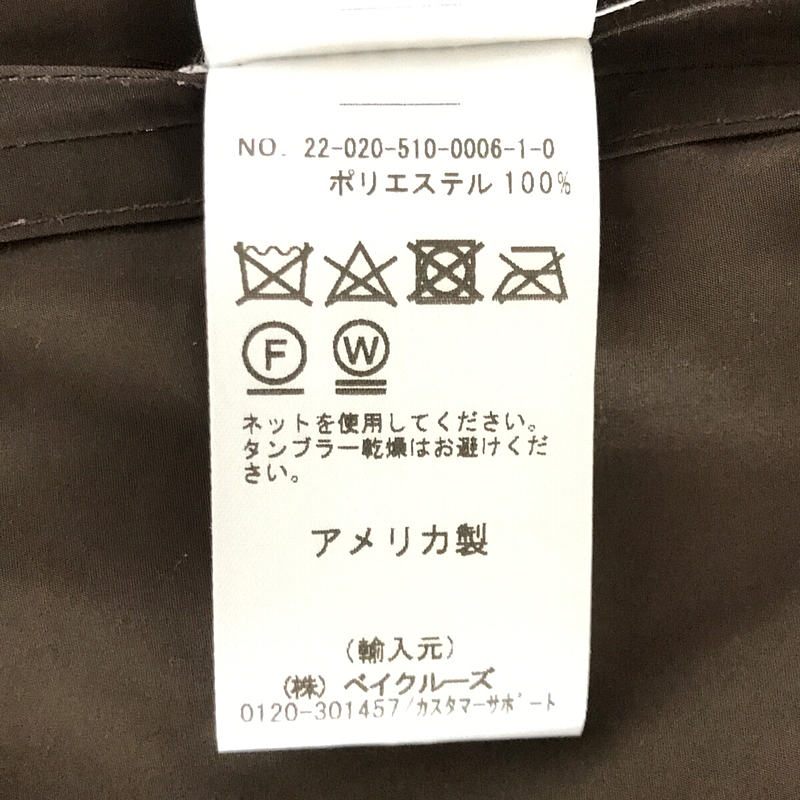 NO. 22-020-510-0006-1-0
ポリエステル 100%
F W
ネットを使用してください。
タンブラー乾燥はお避けくだ
さい。
アメリカ製
(輸入元)
(株) ベイクルーズ
0120-301457/カスタマーサポート